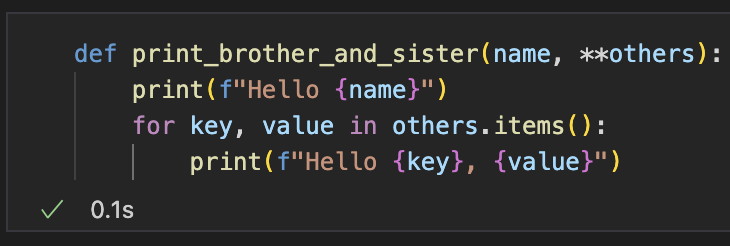 def print_brother_and_sister(name, **others):
    print(f"Hello {name}")
    for key, value in others.items():
        print(f"Hello {key}, {value}")
✓ 0.1s